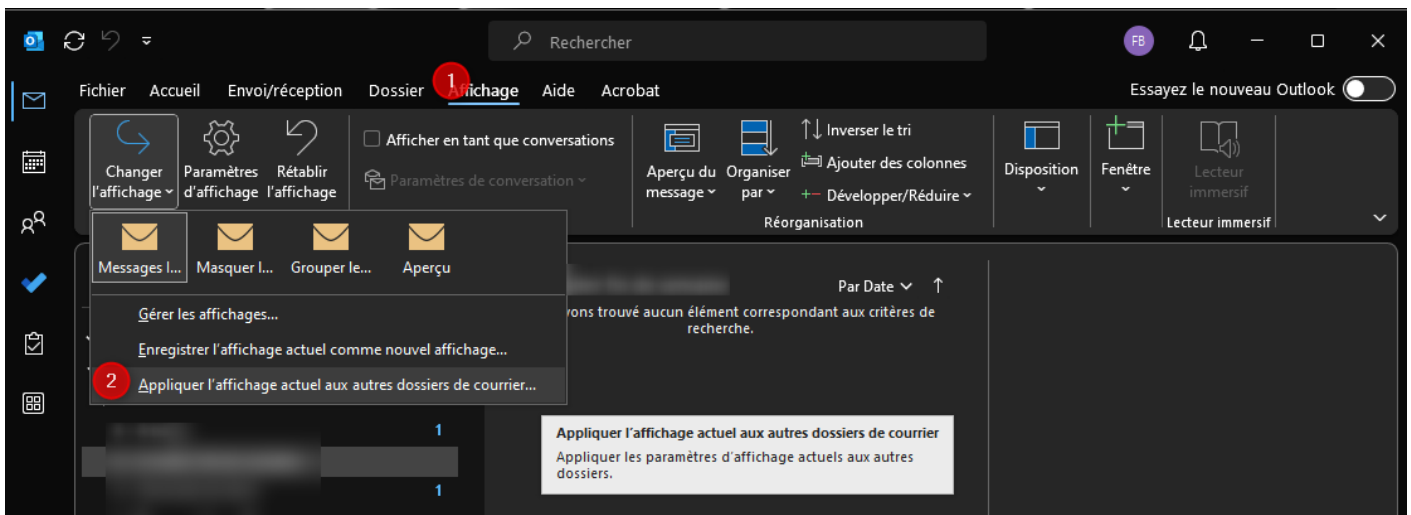 Rechercher
FB
Fichier Accueil Envoi/réception Dossier Affichage Aide Acrobat
1
Essayez le nouveau Outlook
Changer
l'affichage
Paramètres
d'affichage
Rétablir
l'affichage
Afficher en tant que conversations
Paramètres de conversation
Aperçu du
message
Organiser
par
Inverser le tri
Ajouter des colonnes
Développer/Réduire
Réorganisation
Disposition
Fenêtre
Lecteur
immersif
Lecteur immersif
Messages l... Masquer l... Grouper le... Aperçu
Gérer les affichages...
Enregistrer l'affichage actuel comme nouvel affichage...
2
Appliquer l'affichage actuel aux autres dossiers de courrier...
Par Date
trouvé aucun élément correspondant aux critères de
recherche.
1
1
Appliquer l'affichage actuel aux autres dossiers de courrier
Appliquer les paramètres d'affichage actuels aux autres
dossiers.